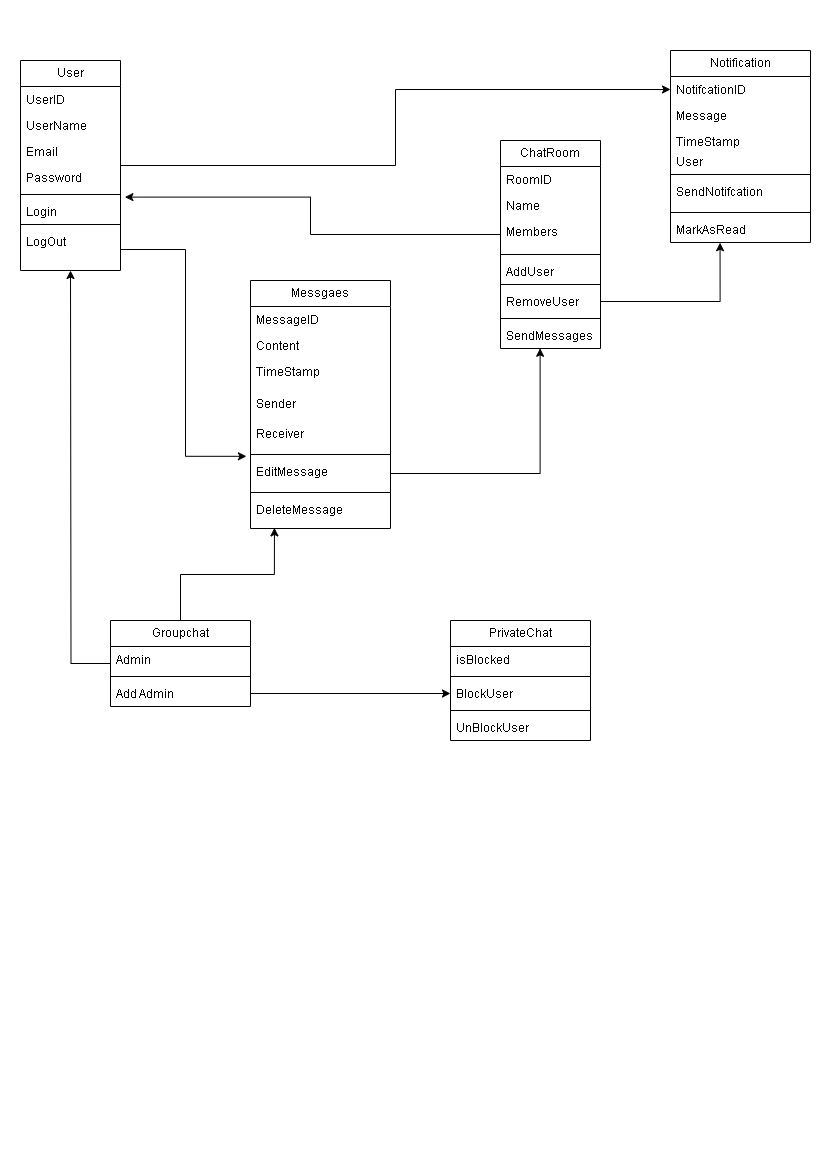 User
UserID
UserName
Email
Password
Login
LogOut
Notification
NotifcationID
Message
TimeStamp
User
SendNotifcation
MarkAsRead
ChatRoom
RoomID
Name
Members
AddUser
RemoveUser
SendMessages
Messgaes
MessageID
Content
TimeStamp
Sender
Receiver
EditMessage
DeleteMessage
Groupchat
Admin
Add Admin
PrivateChat
isBlocked
BlockUser
UnBlockUser